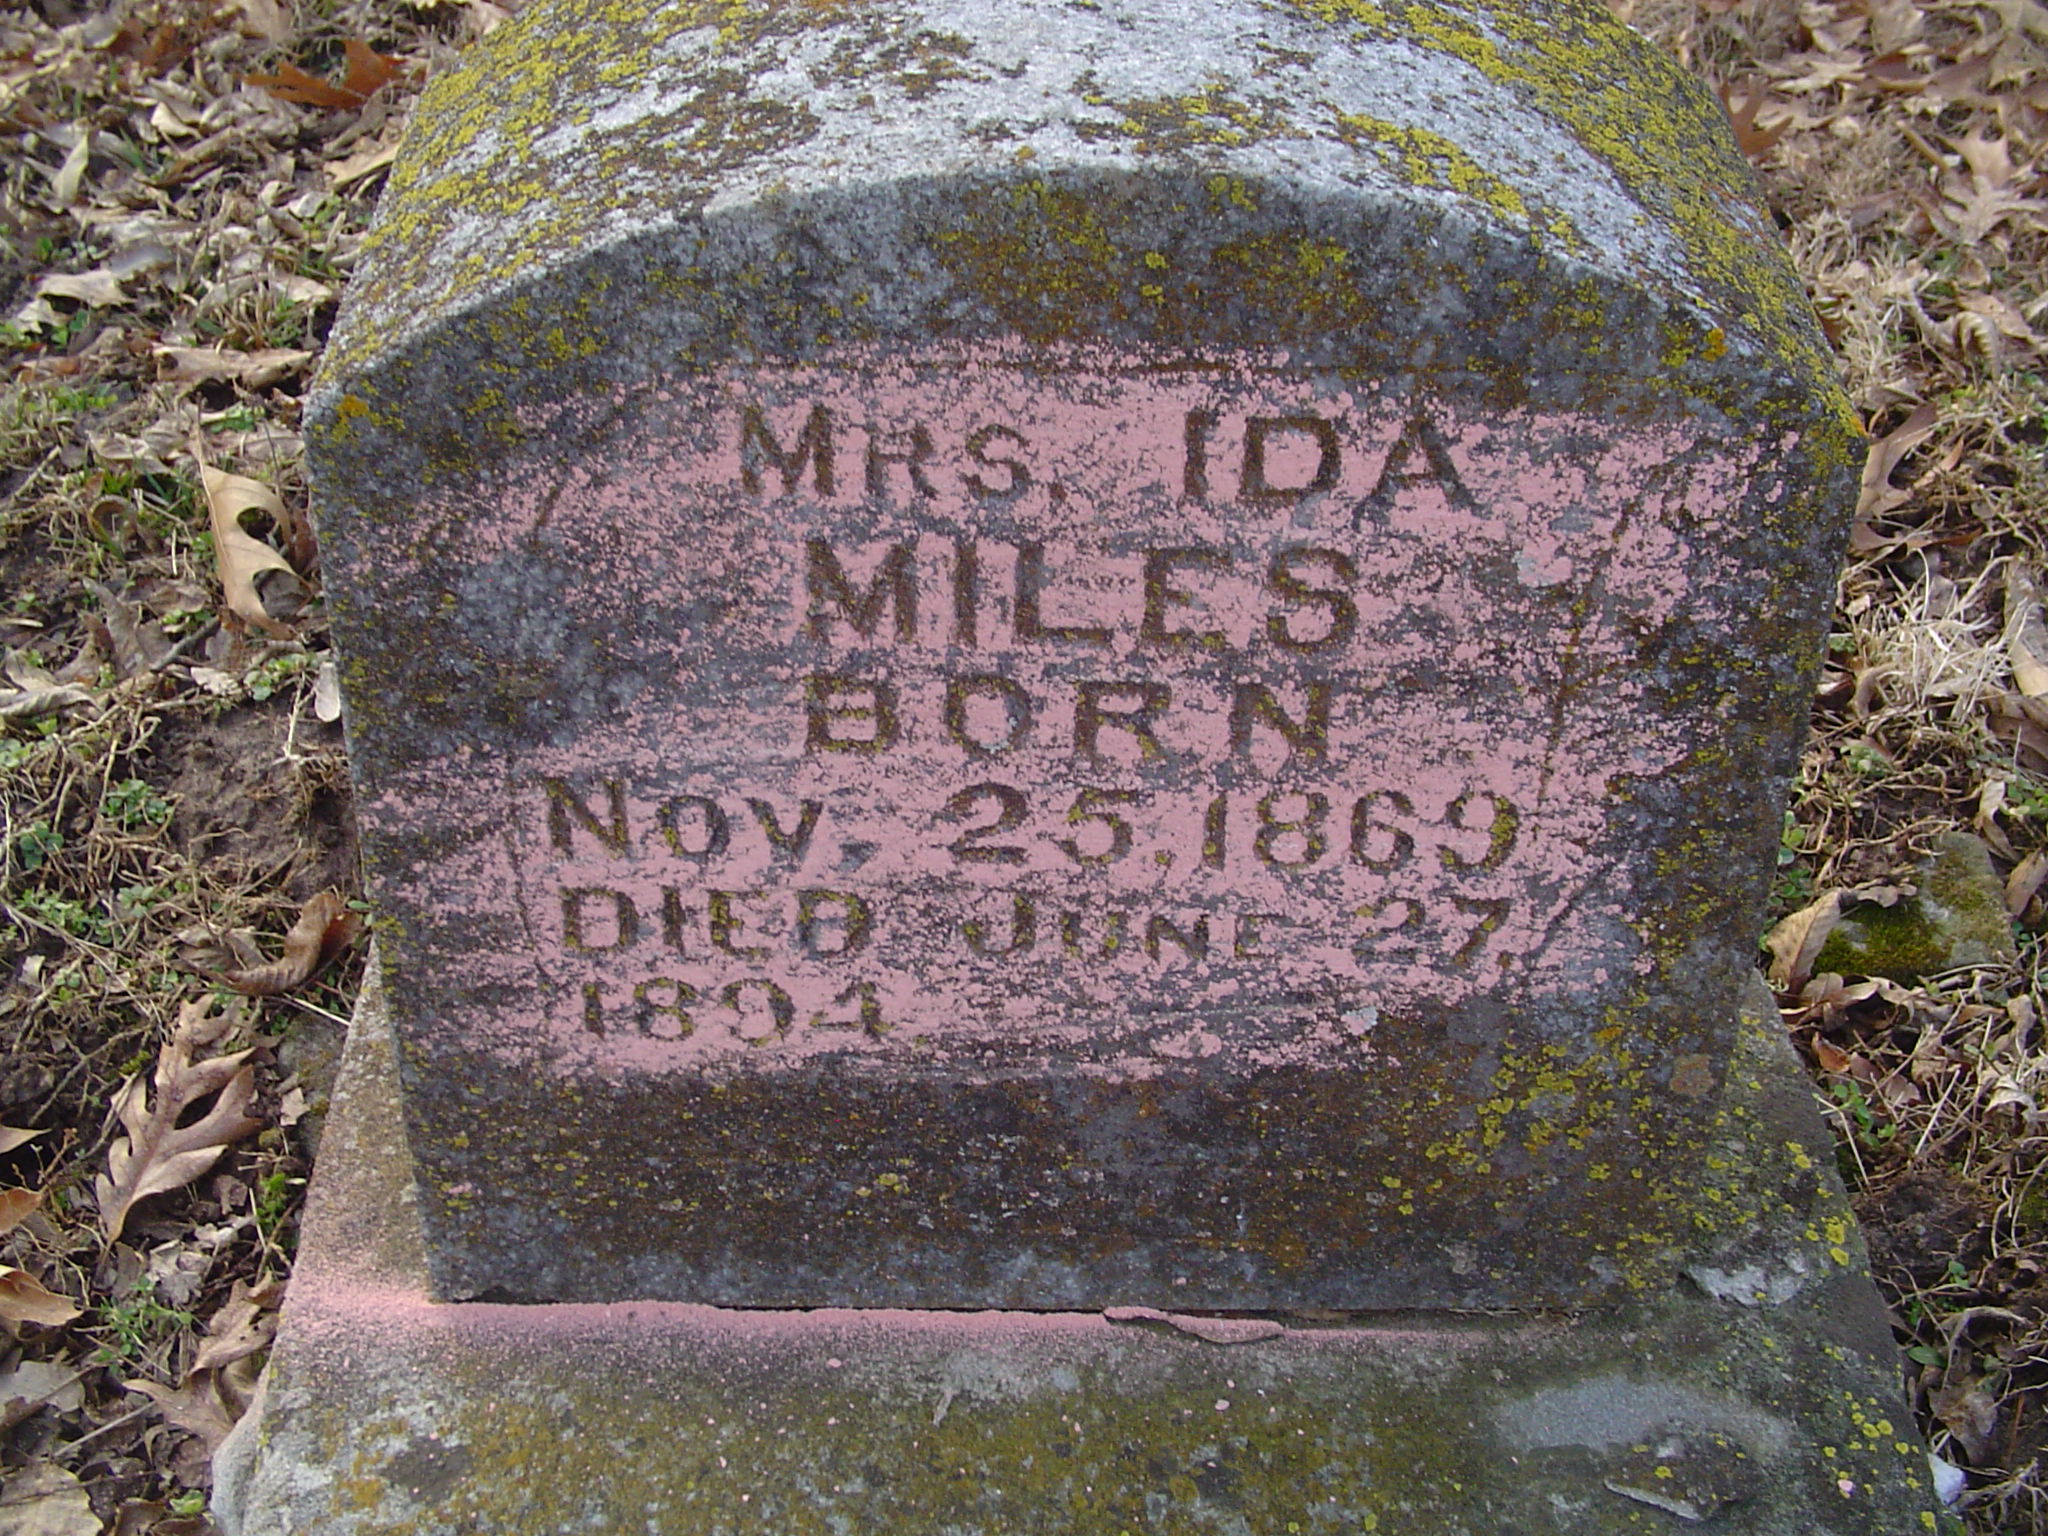 MRS. IDA
MILES
BORN
NOV. 25, 1869
DIED JUNE 27,
1894.